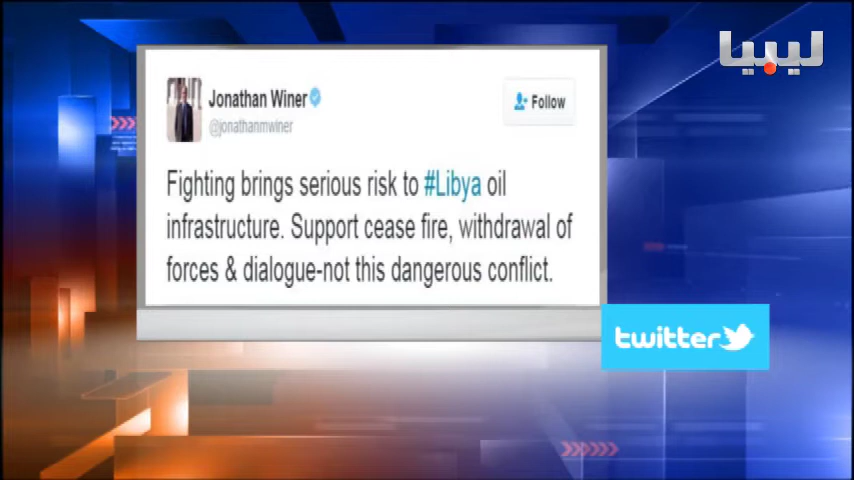 ليبيا
Jonathan Winer
Follow
@jonathanmwiner
Fighting brings serious risk to #Libya oil
infrastructure. Support cease fire, withdrawal of
forces & dialogue-not this dangerous conflict.
twitter